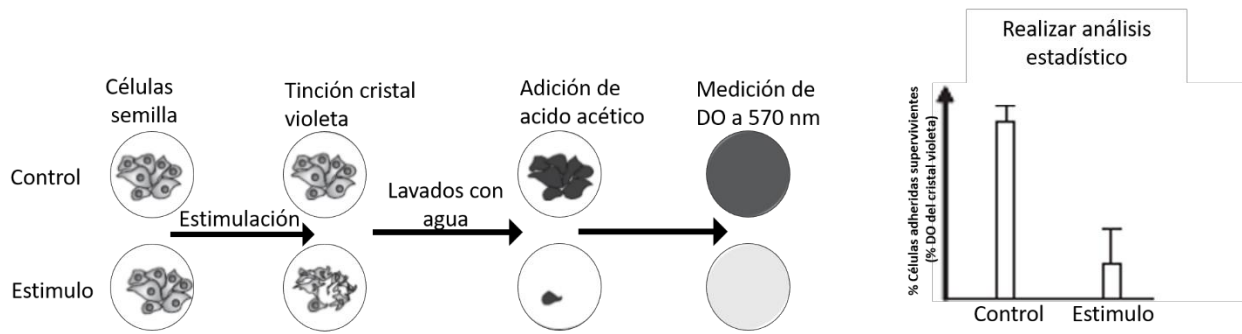 Células
semilla
Tinción cristal
violeta
Adición de
acido acético
Medición de
DO a 570 nm
Control
Estimulación
Lavados con
agua
Estimulo
Realizar análisis
estadístico
% Células adheridas supervivientes
(% DO del cristal violeta)
Control
Estimulo